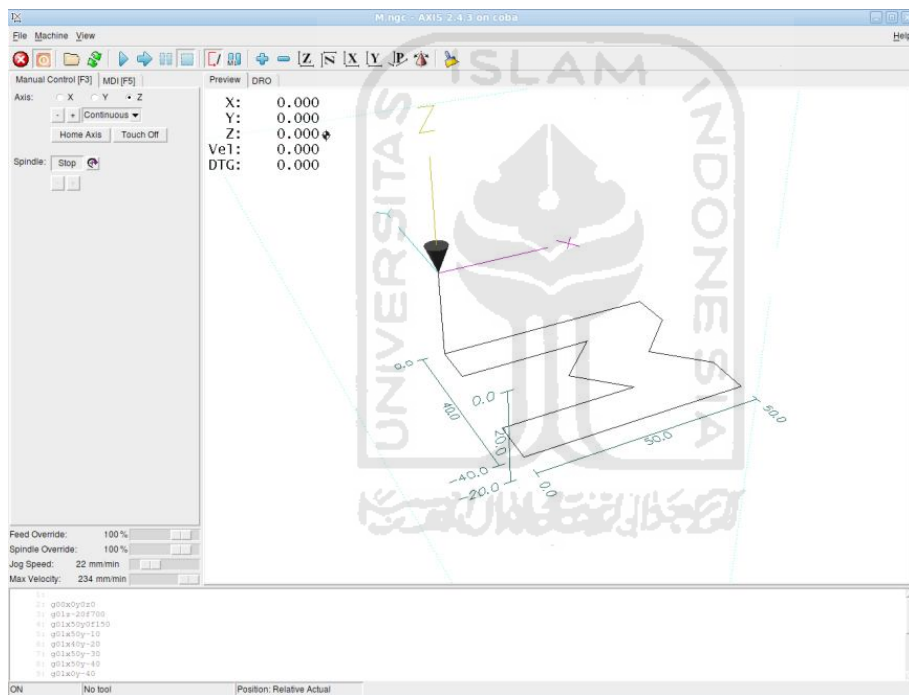 M.ngc - AXIS 2.4.3 on coba
File Machine View Help
Manual Control [F3] MDI [F5]
Preview DRO
Axis: X Y Z
- + Continuous
Home Axis Touch Off
Spindle: Stop
X: 0.000
Y: 0.000
Z: 0.000
Vel: 0.000
DTG: 0.000
Z
Y
X
0.0
40.0
-40.0
0.0
20.0
-20.0
0.0
50.0
50.0
ISLAM
UNIVERSITAS
INDONESIA
Feed Override: 100 %
Spindle Override: 100 %
Jog Speed: 22 mm/min
Max Velocity: 234 mm/min
1:
2: g00x0y0z0
3: g01z-20f700
4: g01x50y0f150
5: g01x50y-10
6: g01x40y-20
7: g01x50y-30
8: g01x50y-40
9: g01x0y-40
ON No tool Position: Relative Actual